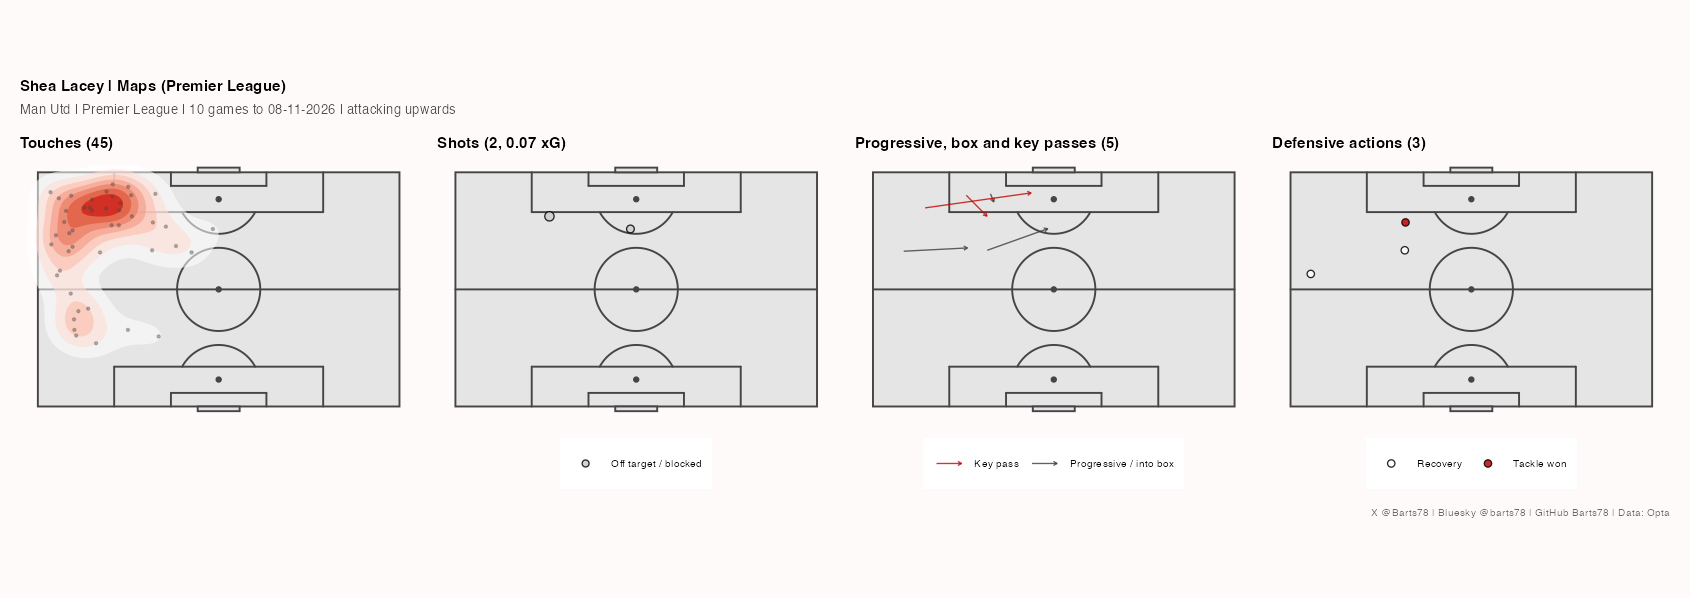 Shea Lacey | Maps (Premier League)
Man Utd | Premier League | 10 games to 08-11-2026 | attacking upwards
Touches (45)
Shots (2, 0.07 xG)
Progressive, box and key passes (5)
Defensive actions (3)
Off target / blocked
Key pass
Progressive / into box
Recovery
Tackle won
X @Barts78 | Bluesky @barts78 | GitHub Barts78 | Data: Opta